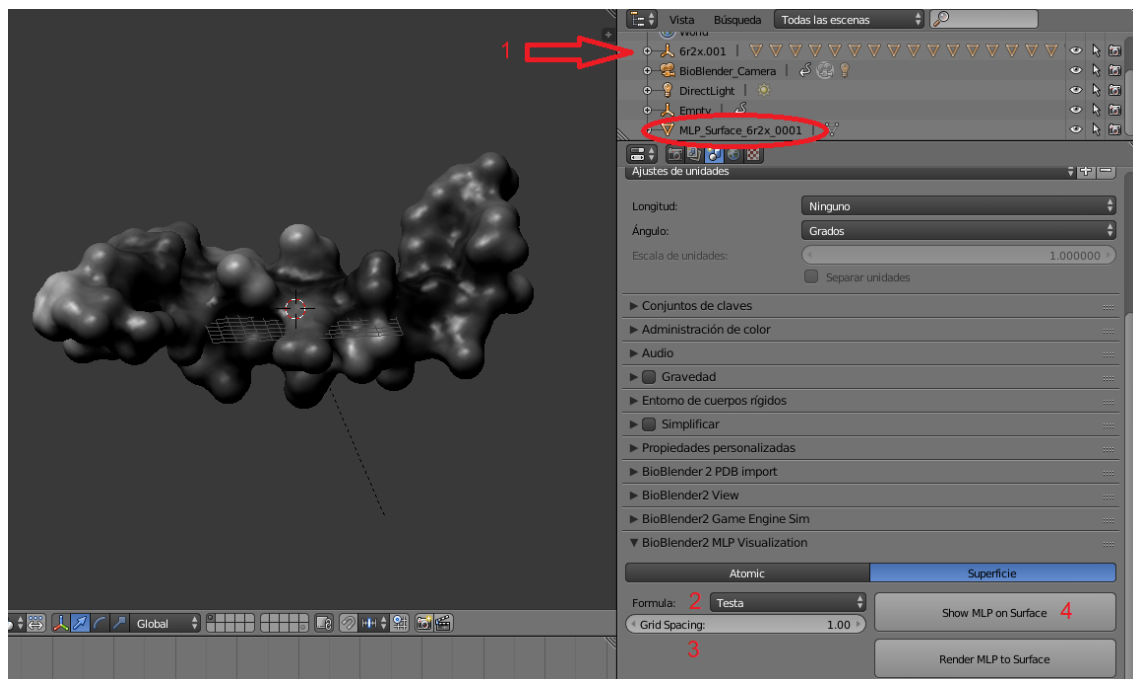 Vista Búsqueda Todas las escenas
World
1
6r2x.001
BioBlender_Camera
DirectLight
Empty
MLP_Surface_6r2x_0001
Ajustes de unidades
Longitud: Ninguno
Ángulo: Grados
Escala de unidades: 1.000000
Separar unidades
Conjuntos de claves
Administración de color
Audio
Gravedad
Entorno de cuerpos rígidos
Simplificar
Propiedades personalizadas
BioBlender 2 PDB import
BioBlender2 View
BioBlender2 Game Engine Sim
BioBlender2 MLP Visualization
Atomic Superficie
Formula: 2 Testa
Show MLP on Surface 4
Grid Spacing: 1.00
3
Render MLP to Surface
Global